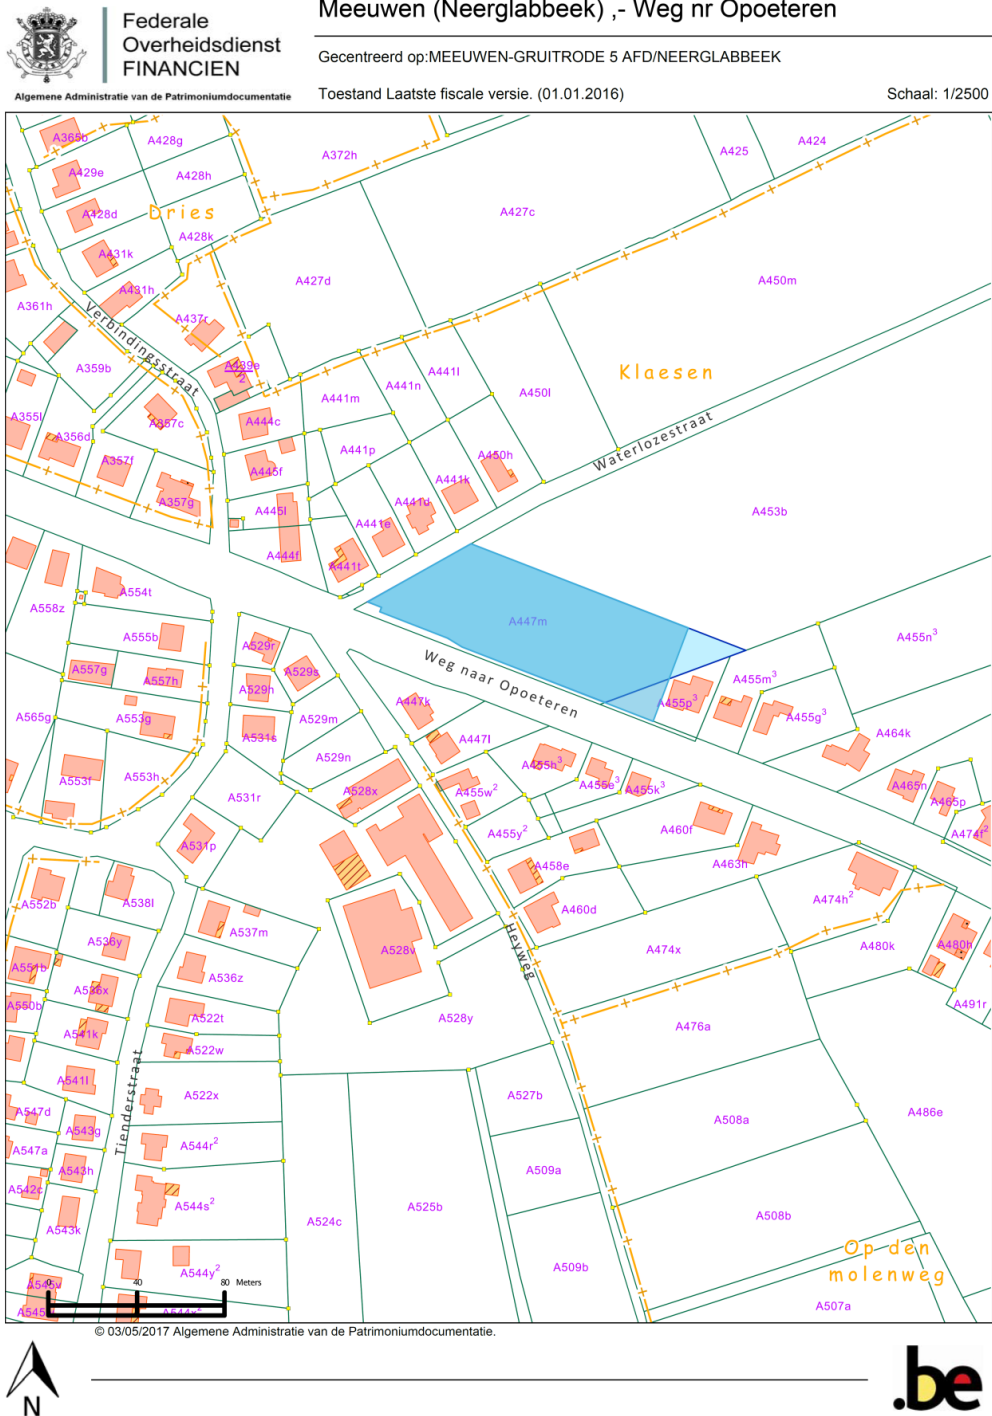 Meeuwen (Neerglabbeek) ,- Weg nr Opoeteren
Federale
Overheidsdienst
FINANCIEN
Algemene Administratie van de Patrimoniumdocumentatie
Gecentreerd op:MEEUWEN-GRUITRODE 5 AFD/NEERGLABBEEK
Toestand Laatste fiscale versie. (01.01.2016)
Schaal: 1/2500
A365b
A428g
A372h
A425
A424
A429e
A428h
A428d
Dries
A427c
A428k
A431k
A427d
A450m
A431h
A361h
A437r
Verbindingsstraat
A359b
A439e
2
A441l
Klaesen
A441n
A450l
A441m
A355l
A357c
A444c
A356d
Waterlozestraat
A441p
A450h
A357f
A445f
A441k
A357g
A445l
A441d
A453b
A441e
A444f
A441t
A554t
A558z
A447m
A555b
A529r
A455n³
Weg naar Opoeteren
A557g
A557h
A529s
A455m³
A529h
A447k
A455p³
A565g
A553g
A529m
A455g³
A531s
A447l
A464k
A529n
A455h³
A553f
A553h
A528x
A455w²
A455e³
A455k³
A465n
A531r
A465p
A455y²
A460f
A474f²
A531p
A458e
A463h
A552b
A538l
A474h²
A460d
A537m
A536y
A528v
A474x
A480k
A480h
Heyweg
A551b
A536z
A536x
A550b
A491r
A522t
A528y
A541k
A476a
A522w
Tienderstraat
A541l
A522x
A527b
A547d
A486e
A543g
A508a
A547a
A544r²
A543h
A509a
A542c
A544s²
A525b
A508b
A543k
A524c
Op den
molenweg
A509b
A544y²
A545v
0 40 80 Meters
A544x²
A507a
© 03/05/2017 Algemene Administratie van de Patrimoniumdocumentatie.
N
.be